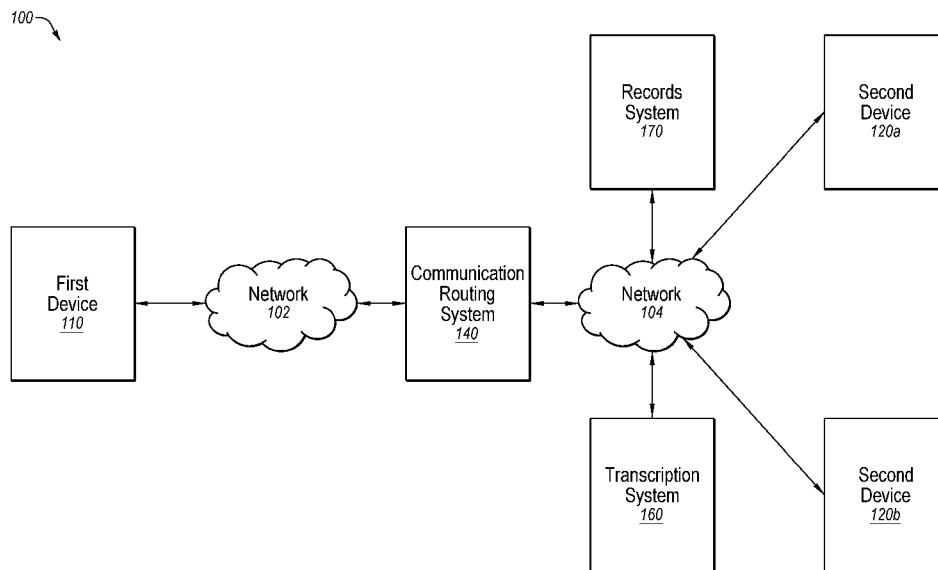 100
Records
System
170
Second
Device
120a
First
Device
110
Network
102
Communication
Routing
System
140
Network
104
Transcription
System
160
Second
Device
120b